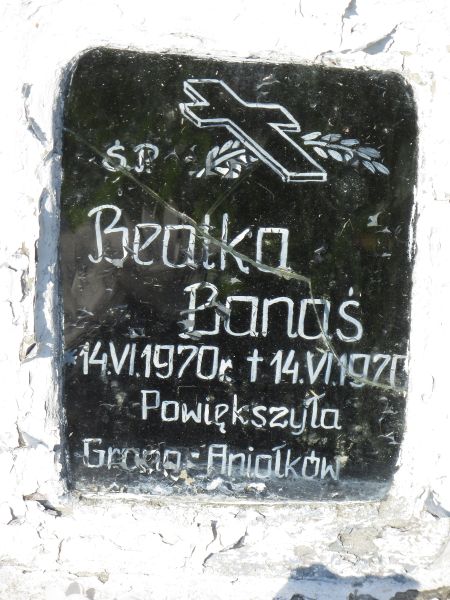 Ś.P.
Beatka
Banaś
14.VI.1970r. † 14.VI.1970
Powiększyła
Grono-Aniołków